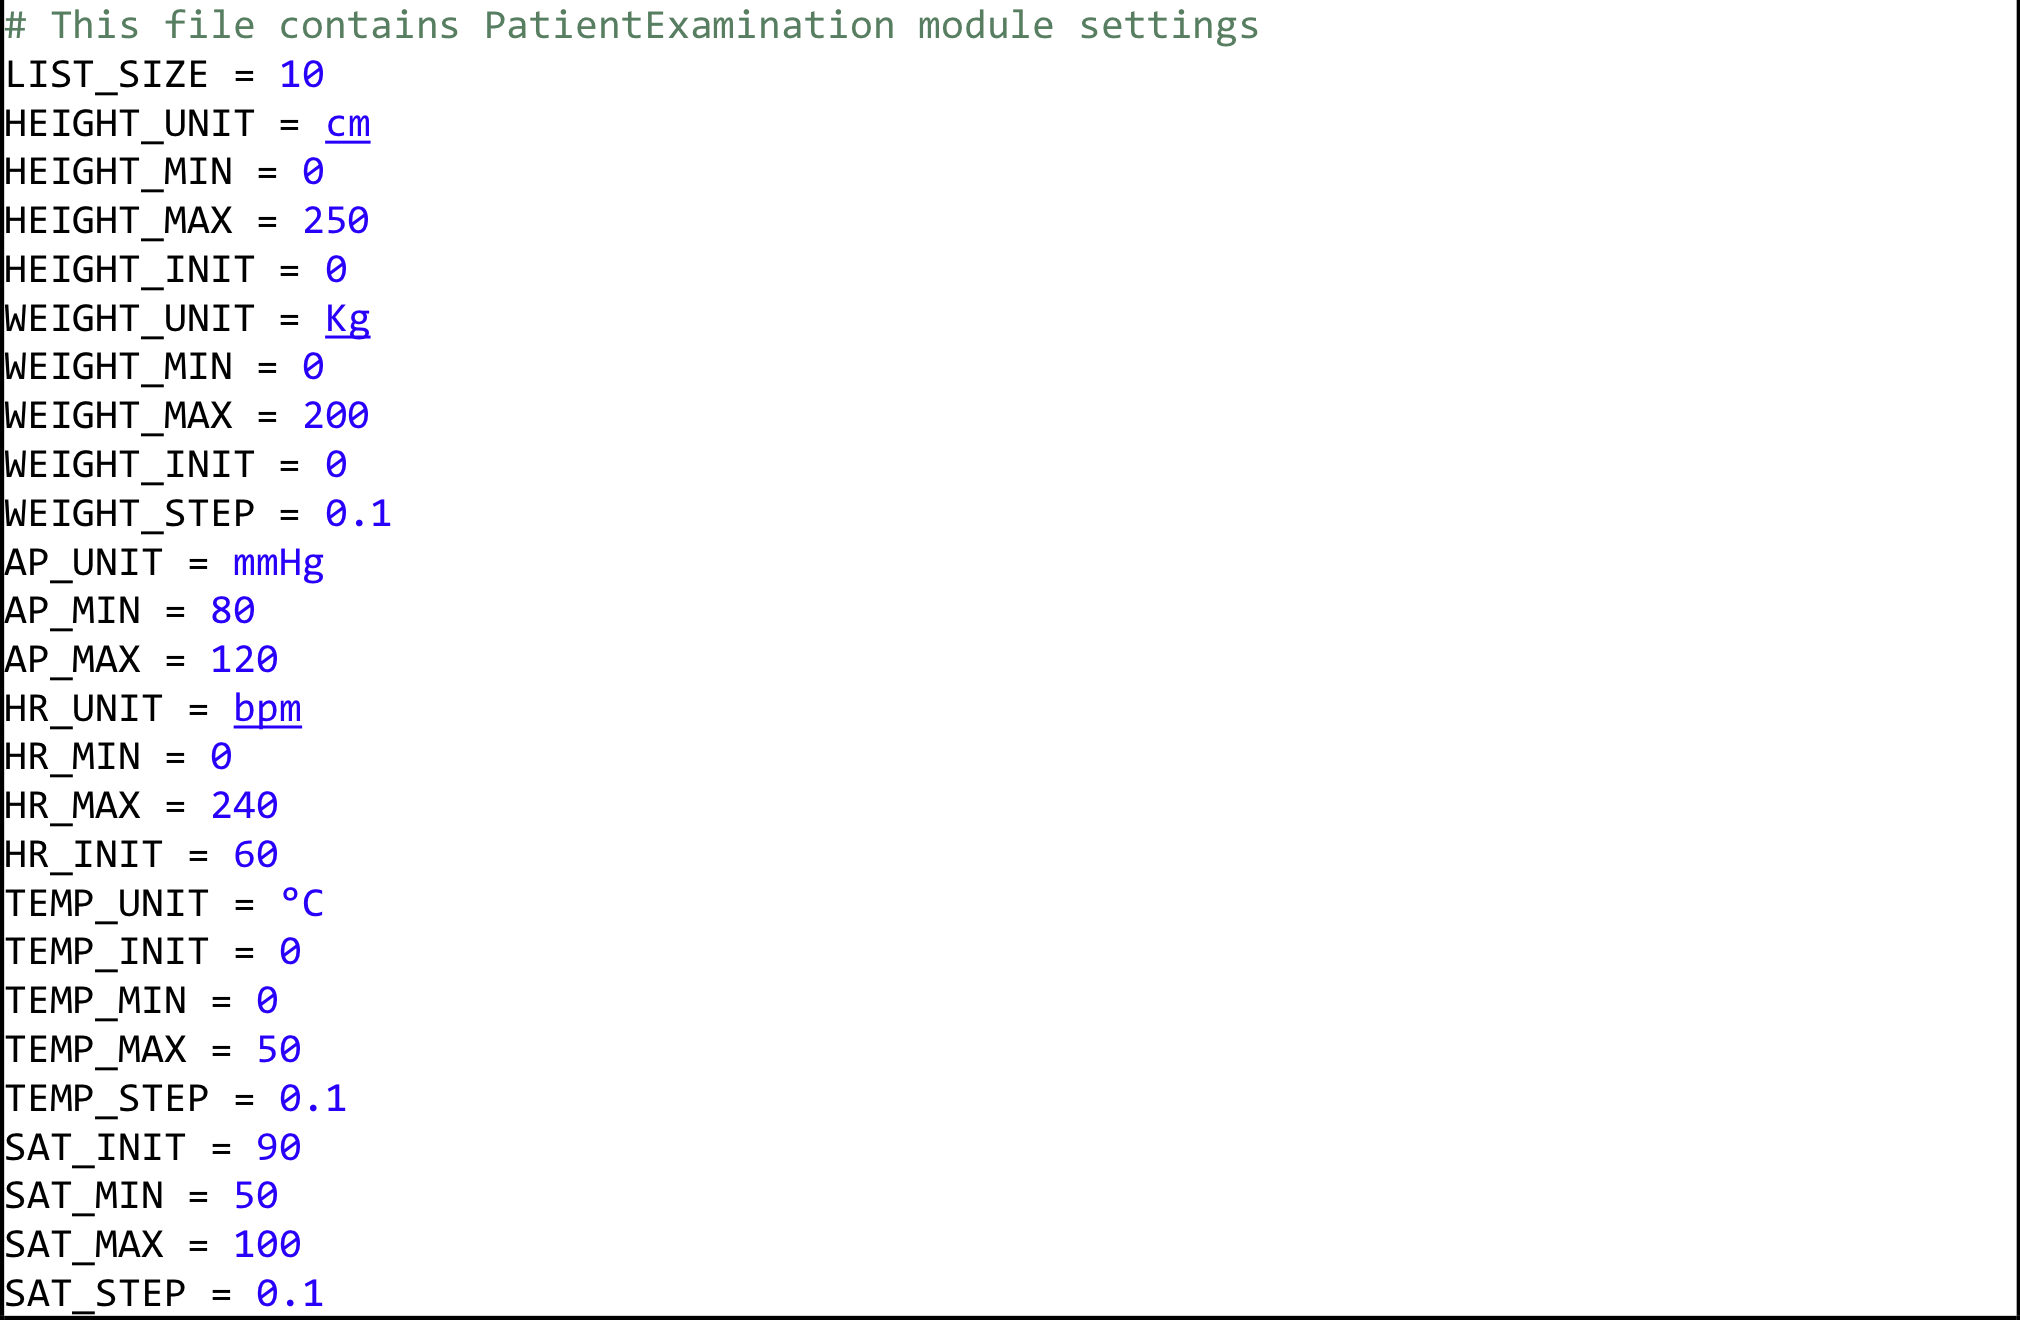 # This file contains PatientExamination module settings
LIST_SIZE = 10
HEIGHT_UNIT = cm
HEIGHT_MIN = 0
HEIGHT_MAX = 250
HEIGHT_INIT = 0
WEIGHT_UNIT = Kg
WEIGHT_MIN = 0
WEIGHT_MAX = 200
WEIGHT_INIT = 0
WEIGHT_STEP = 0.1
AP_UNIT = mmHg
AP_MIN = 80
AP_MAX = 120
HR_UNIT = bpm
HR_MIN = 0
HR_MAX = 240
HR_INIT = 60
TEMP_UNIT = °C
TEMP_INIT = 0
TEMP_MIN = 0
TEMP_MAX = 50
TEMP_STEP = 0.1
SAT_INIT = 90
SAT_MIN = 50
SAT_MAX = 100
SAT_STEP = 0.1